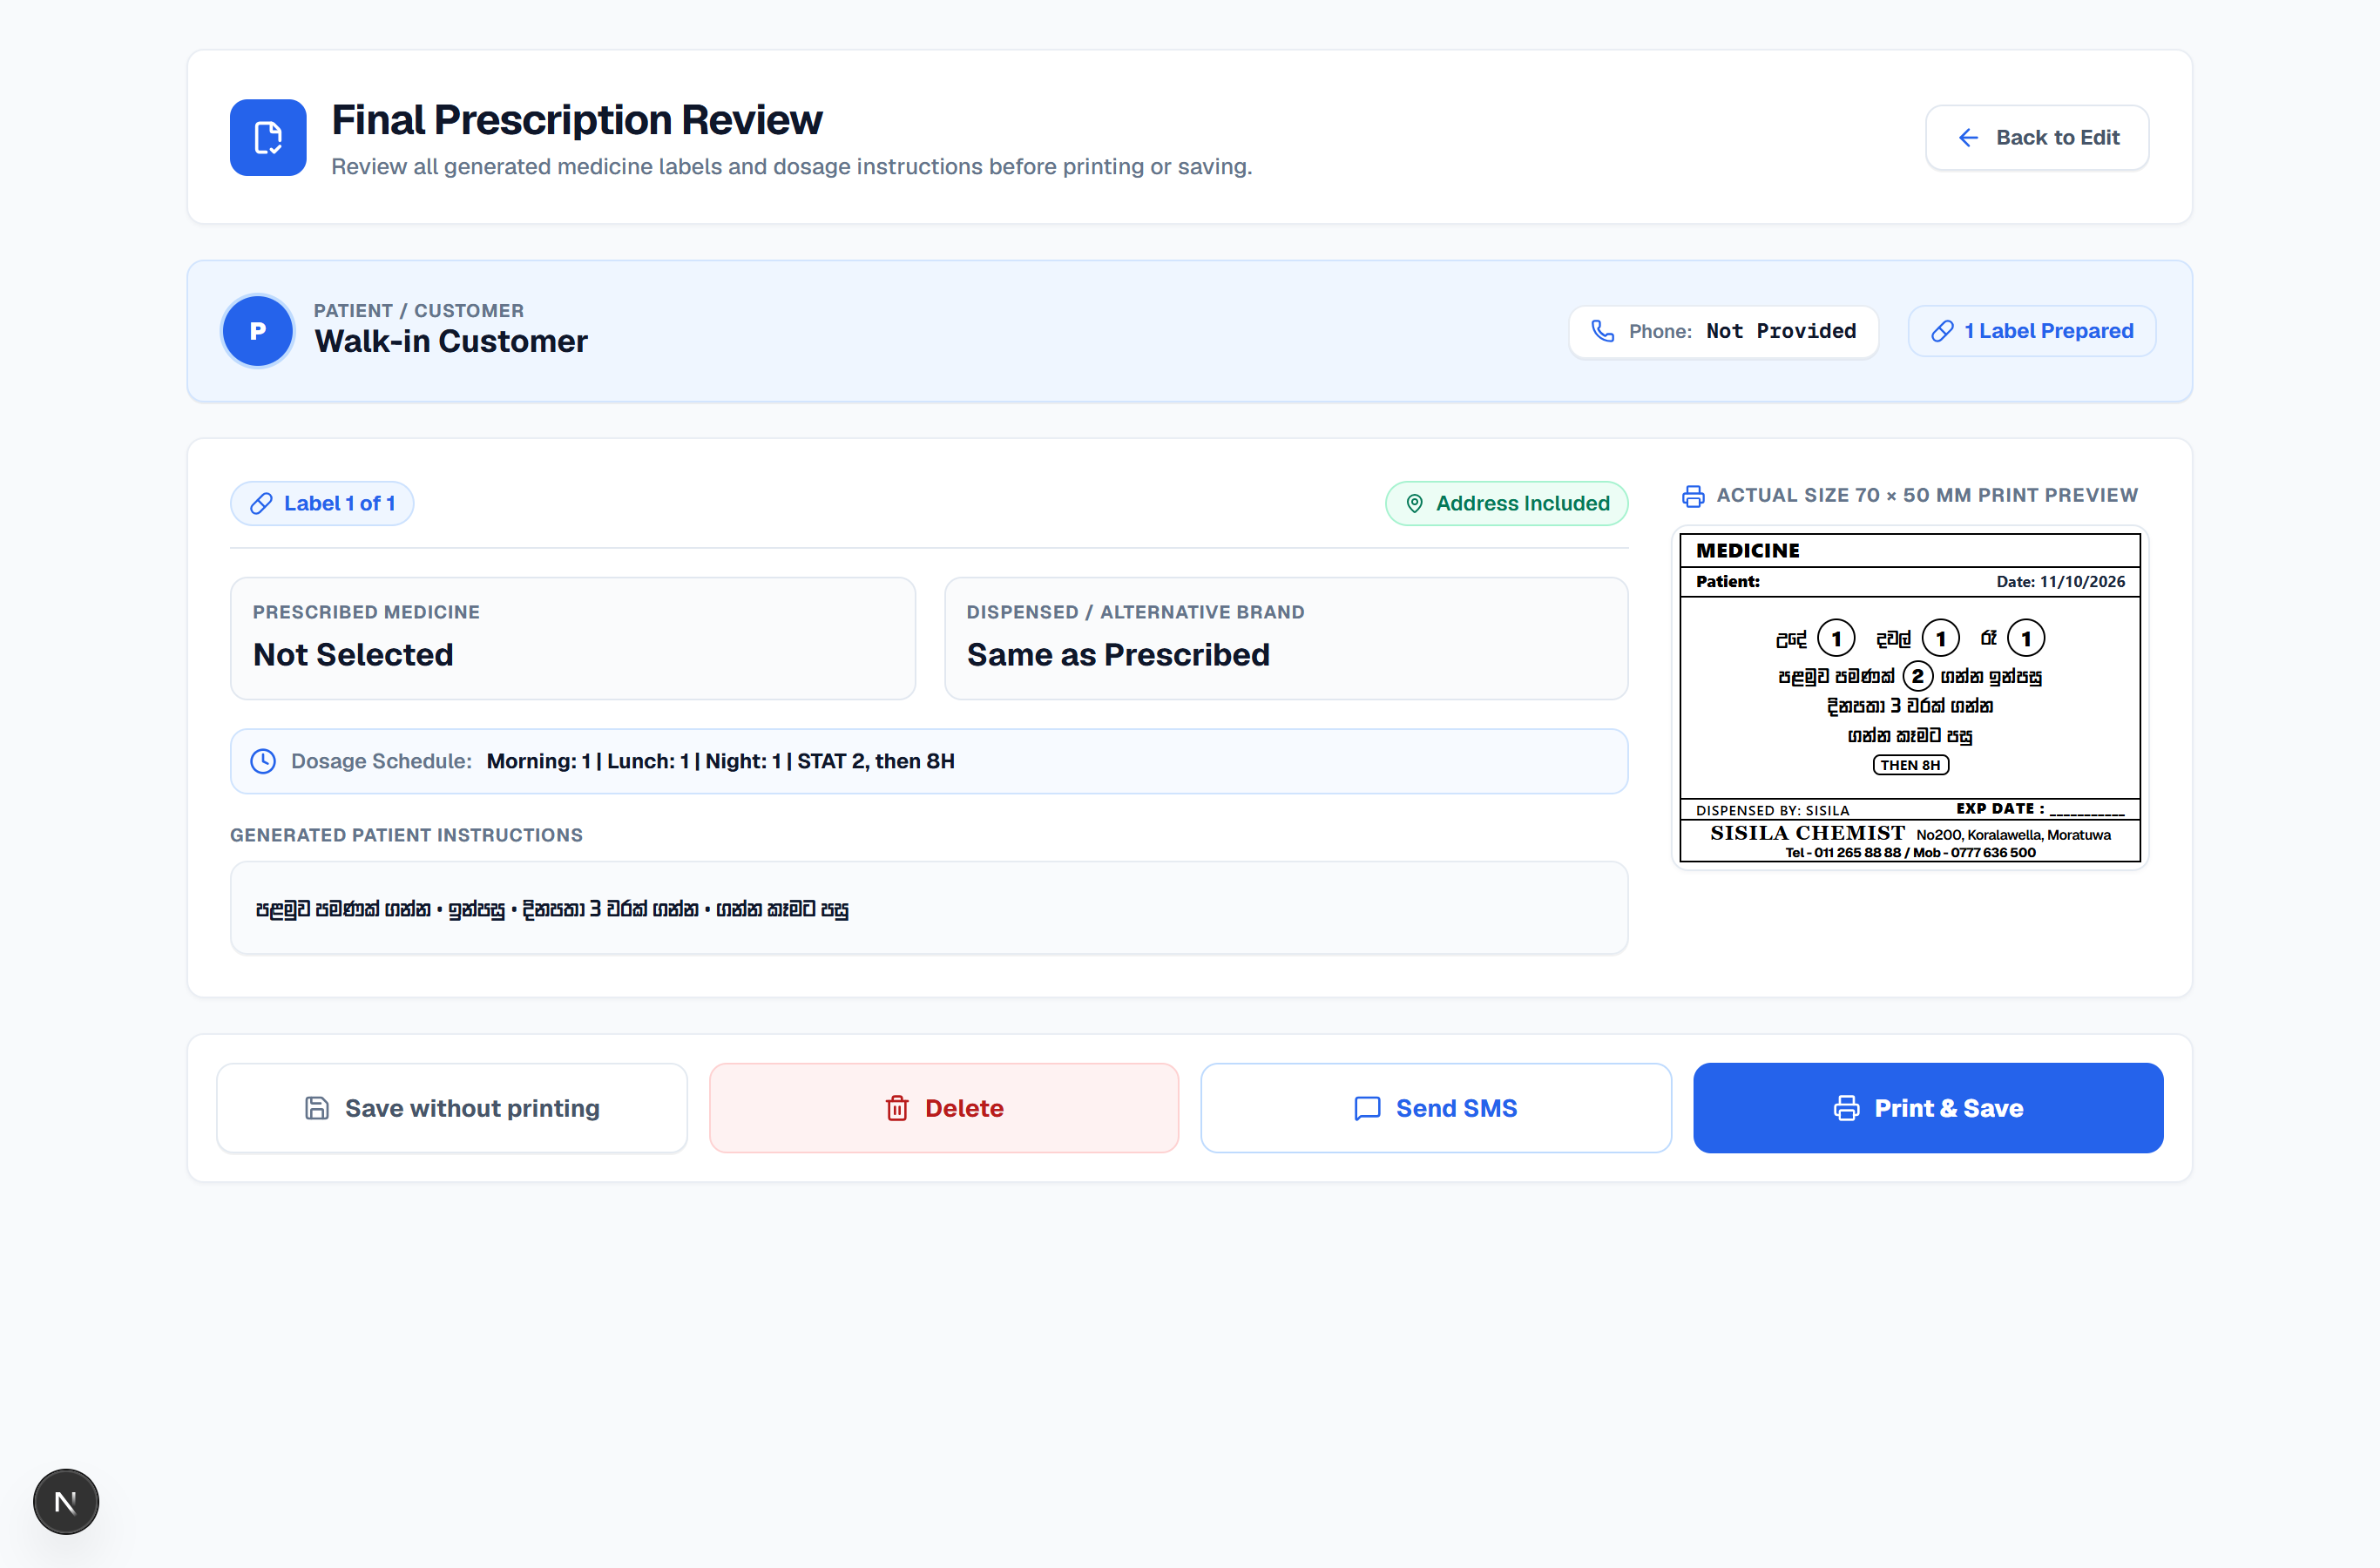 Final Prescription Review
Review all generated medicine labels and dosage instructions before printing or saving.
Back to Edit
P
PATIENT / CUSTOMER
Walk-in Customer
Phone: Not Provided
1 Label Prepared
Label 1 of 1
Address Included
PRESCRIBED MEDICINE
Not Selected
DISPENSED / ALTERNATIVE BRAND
Same as Prescribed
Dosage Schedule: Morning: 1 | Lunch: 1 | Night: 1 | STAT 2, then 8H
GENERATED PATIENT INSTRUCTIONS
පළමුව පමණක් ගන්න • ඉන්පසු • දිනපතා 3 වරක් ගන්න • ගන්න කෑමට පසු
ACTUAL SIZE 70 × 50 MM PRINT PREVIEW
MEDICINE
Patient: Date: 11/10/2026
උදේ 1 දවල් 1 රෑ 1
පළමුව පමණක් 2 ගන්න ඉන්පසු
දිනපතා 3 වරක් ගන්න
ගන්න කෑමට පසු
THEN 8H
DISPENSED BY: SISILA EXP DATE : ___________
SISILA CHEMIST No200, Koralawella, Moratuwa
Tel - 011 265 88 88 / Mob - 0777 636 500
Save without printing
Delete
Send SMS
Print & Save
N